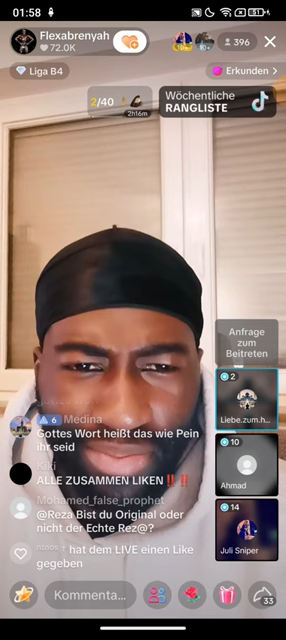 01:58
51
Flexabrenyah
72.0K
396
Liga B4
Erkunden >
2/40
2h16m
Wöchentliche
RANGLISTE
Anfrage
zum
Beitreten
2
Liebe.zum.h...
10
Ahmad
14
Juli Sniper
6 Medina
Gottes Wort heißt das wie Pein
ihr seid
Kiki
ALLE ZUSAMMEN LIKEN‼️‼️
Mohamed_false_prophet
@Reza Bist du Original oder
nicht der Echte Rez@?
hat dem LIVE einen Like
gegeben
Kommenta...
33